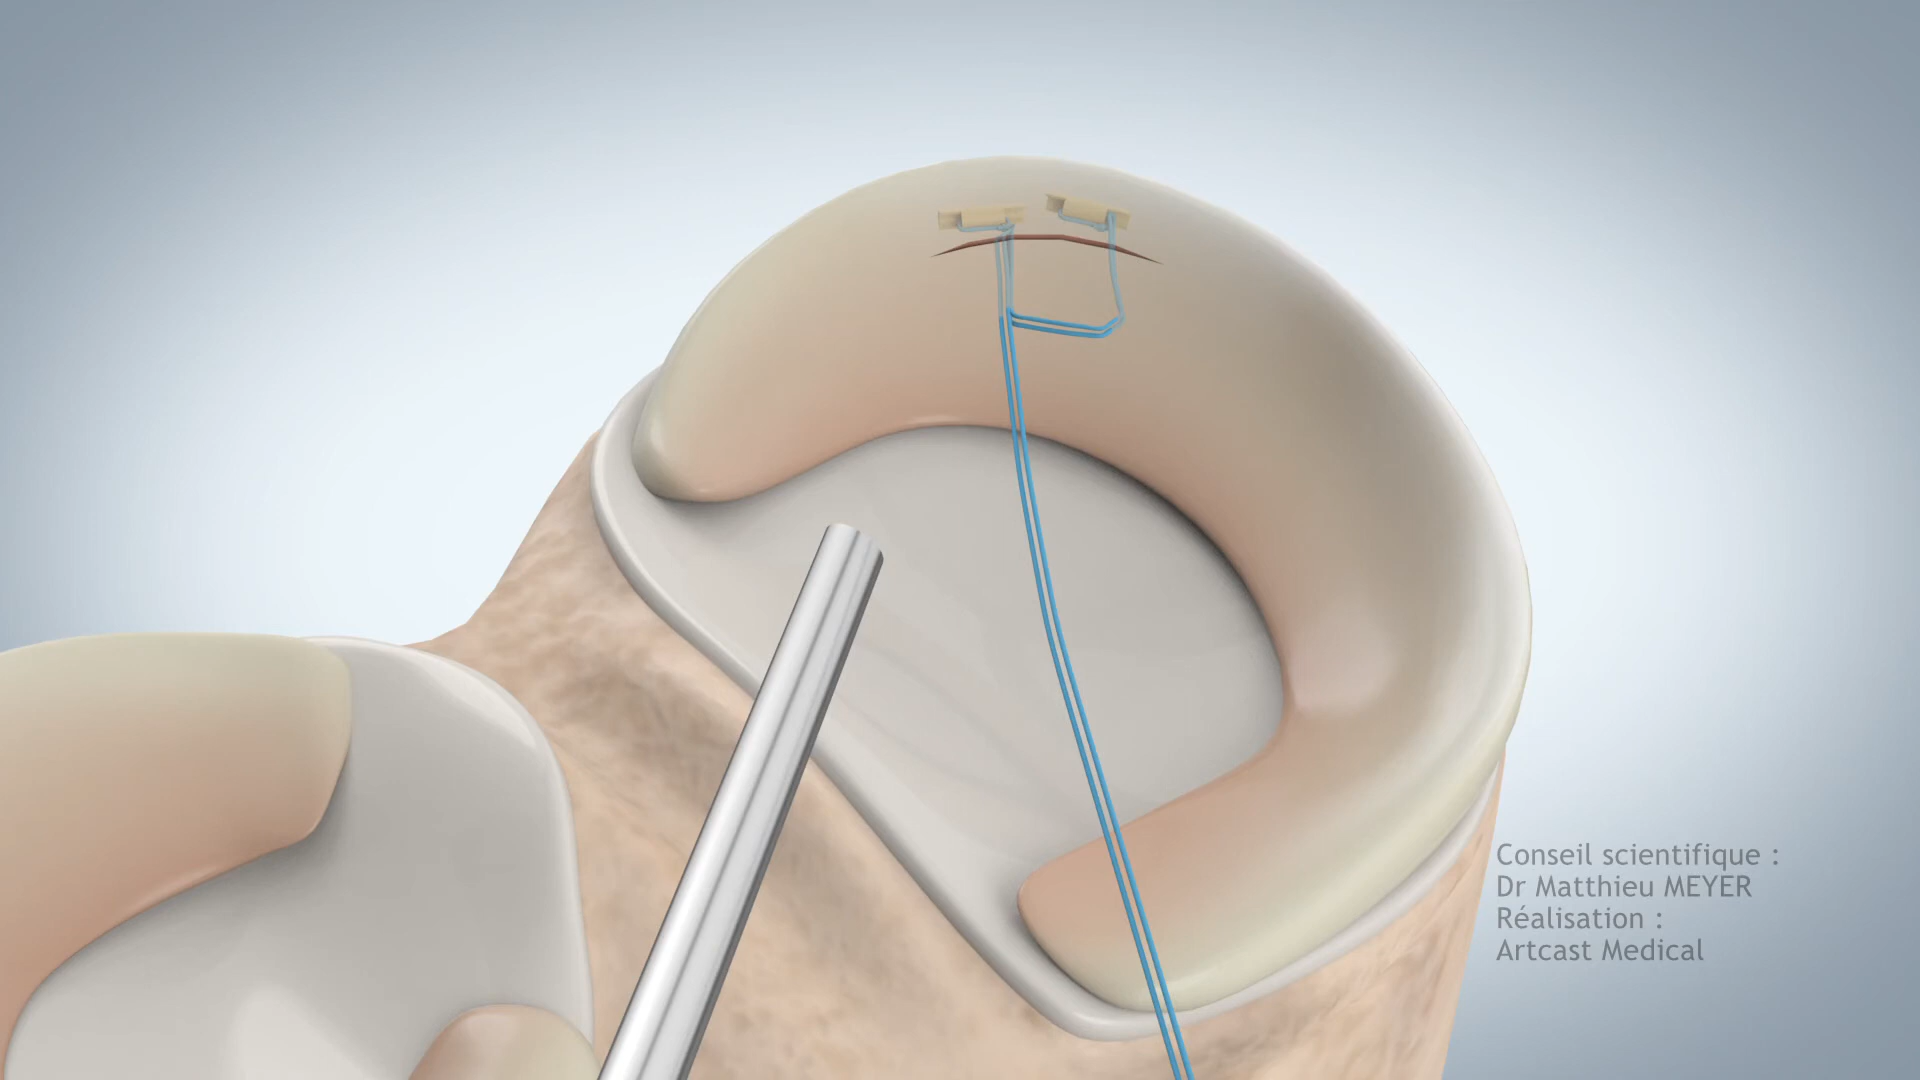 Conseil scientifique :
Dr Matthieu MEYER
Réalisation :
Artcast Medical